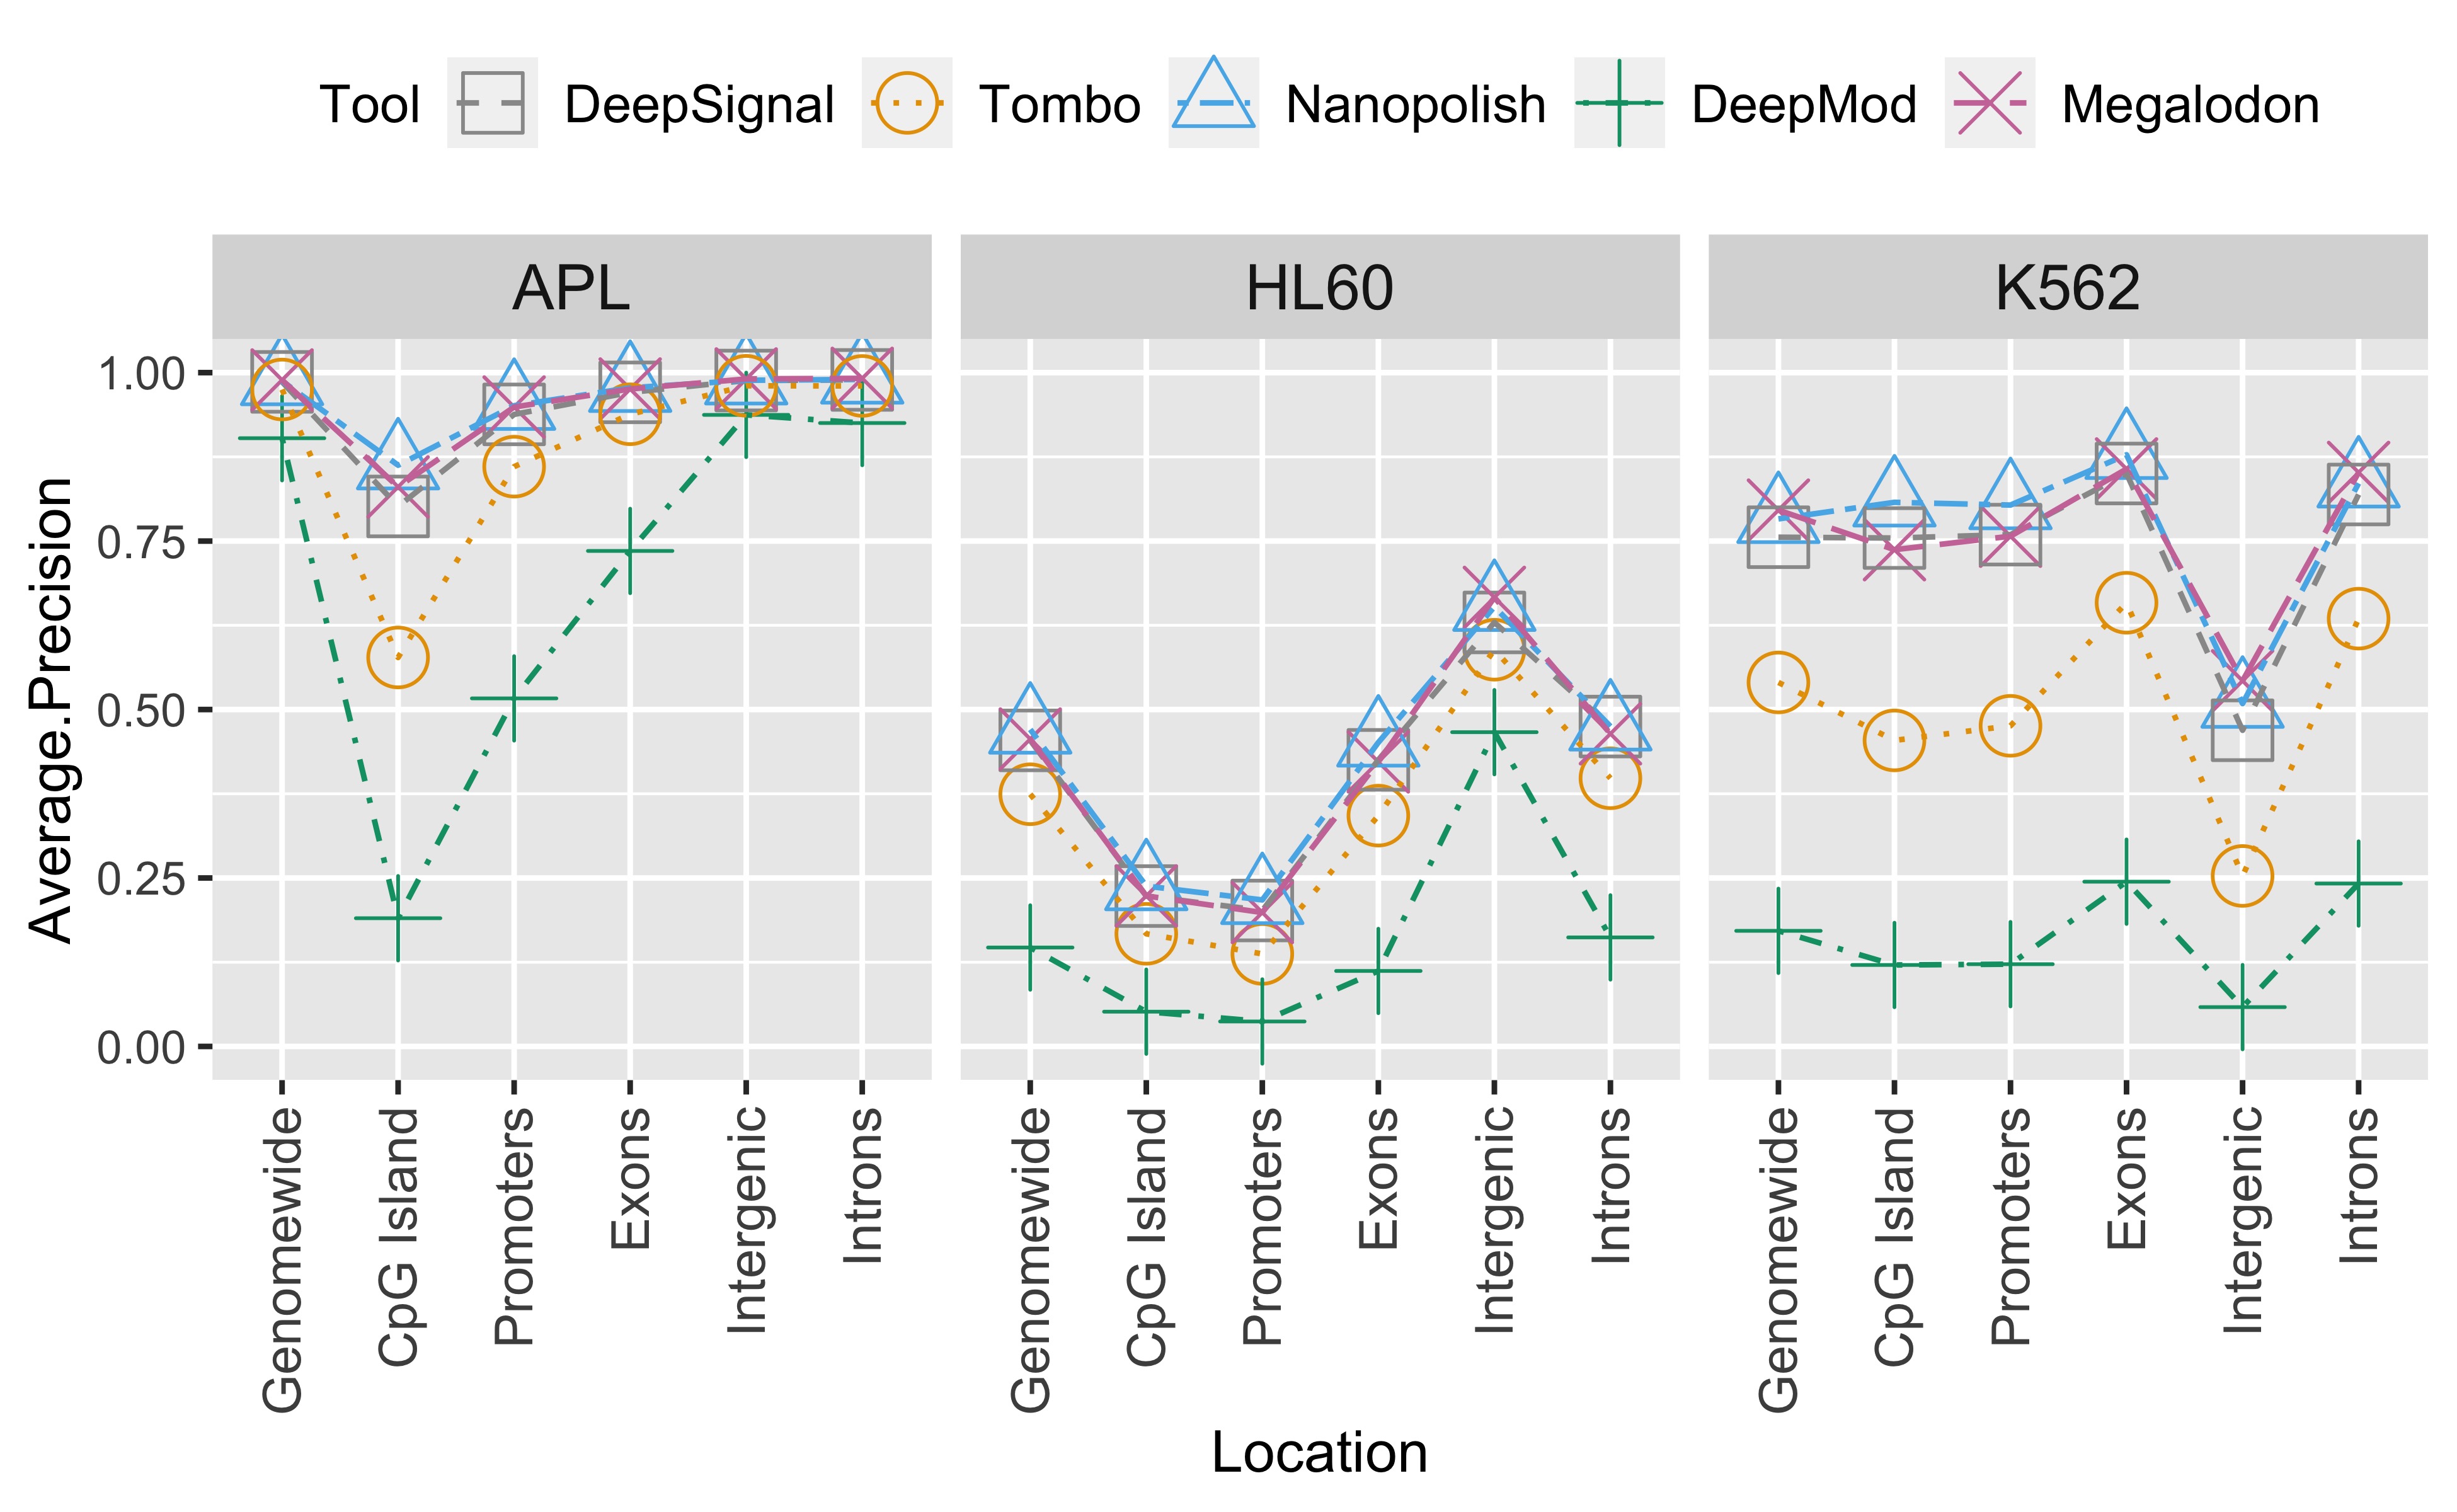 Tool DeepSignal Tombo Nanopolish DeepMod Megalodon
APL HL60 K562
Average.Precision
1.00
0.75
0.50
0.25
0.00
Genomewide CpG Island Promoters Exons Intergenic Introns Genomewide CpG Island Promoters Exons Intergenic Introns Genomewide CpG Island Promoters Exons Intergenic Introns
Location